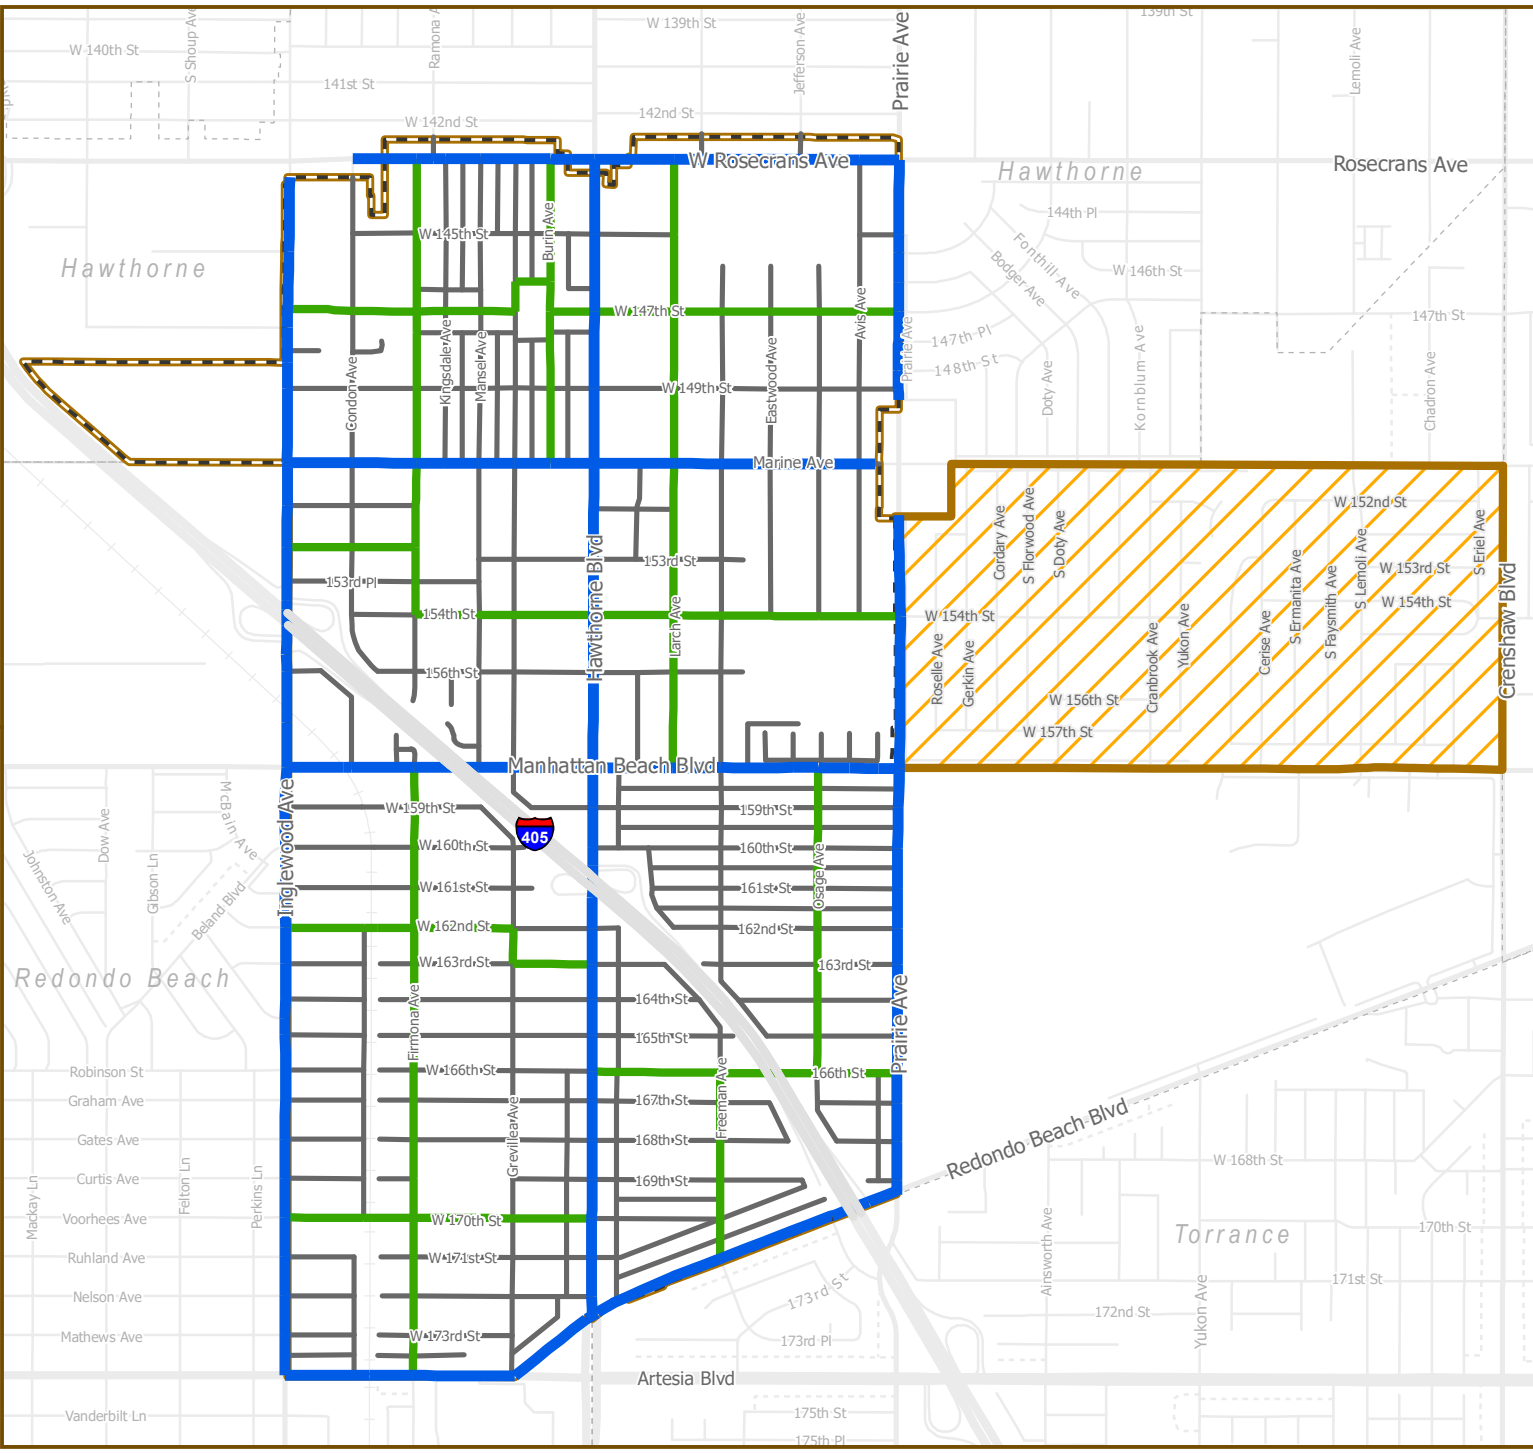 139th St
W 139th St
W 140th St
S Shoup Ave
Ramona A
Jefferson Ave
Prairie Ave
Lemoli Ave
141st St
W 142nd St
142nd St
W Rosecrans Ave
Rosecrans Ave
Hawthorne
144th Pl
Burin Ave
W 145th St
Fonthill Ave
Bodger Ave
W 146th St
Hawthorne
W 147th St
Avis Ave
147th St
147th Pl
148th St
Prairie Ave
Kingsdale Ave
Mansel Ave
Condon Ave
Eastwood Ave
Doty Ave
Kornblum Ave
Chadron Ave
W 149th St
Marine Ave
W 152nd St
Cordary Ave
S Florwood Ave
S Doty Ave
S Eriel Ave
Hawthorne Blvd
153rd St
W 153rd St
153rd Pl
S Ermanita Ave
S Faysmith Ave
S Lemoli Ave
W 154th St
Crenshaw Blvd
154th St
Larch Ave
W 154th St
Roselle Ave
Gerkin Ave
Cranbrook Ave
Yukon Ave
Cerise Ave
156th St
W 156th St
W 157th St
Manhattan Beach Blvd
Inglewood Ave
McBain Ave
Dow Ave
Johnston Ave
Gibson Ln
Beland Blvd
W 159th St
159th St
405
W 160th St
160th St
Osage Ave
W 161st St
161st St
W 162nd St
162nd St
W 163rd St
163rd St
Redondo Beach
Firmona Ave
164th St
Prairie Ave
165th St
Robinson St
W 166th St
166th St
Graham Ave
167th St
Freeman Ave
Redondo Beach Blvd
Gates Ave
Grevillea Ave
168th St
W 168th St
Curtis Ave
169th St
Mackay Ln
Felton Ln
Perkins Ln
Voorhees Ave
W 170th St
170th St
Torrance
Ainsworth Ave
Ruhland Ave
W 171st St
171st St
Nelson Ave
173rd St
172nd St
Yukon Ave
Mathews Ave
W 173rd St
173rd Pl
Artesia Blvd
Vanderbilt Ln
175th St
175th Pl